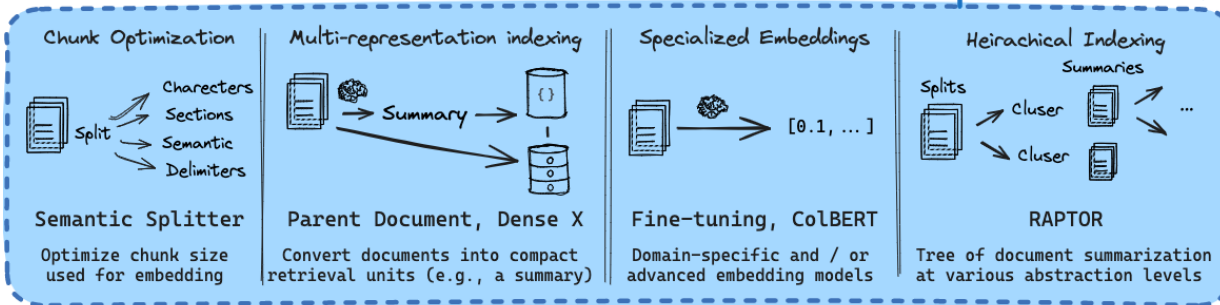 Chunk Optimization
Split
Charecters
Sections
Semantic
Delimiters
Semantic Splitter
Optimize chunk size
used for embedding
Multi-representation indexing
Summary
{}
Parent Document, Dense X
Convert documents into compact
retrieval units (e.g., a summary)
Specialized Embeddings
[0.1, ...]
Fine-tuning, ColBERT
Domain-specific and / or
advanced embedding models
Heirachical Indexing
Summaries
Splits
Cluser
...
Cluser
RAPTOR
Tree of document summarization
at various abstraction levels